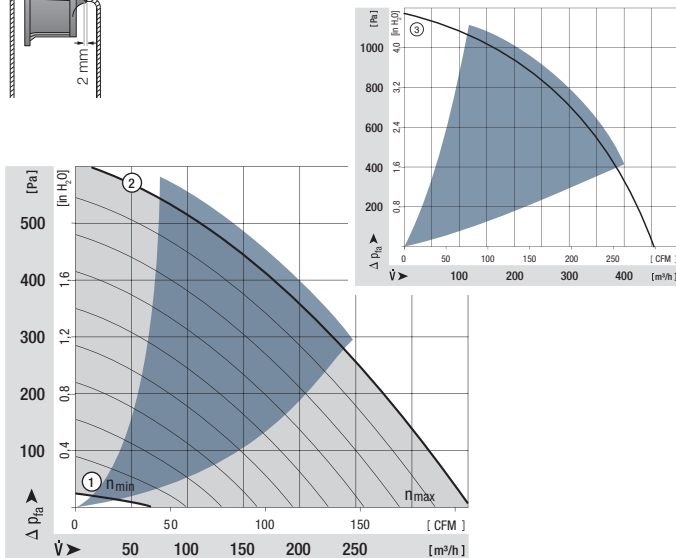 2 mm
[Pa]
[in H2O]
3
1000
800
600
400
200
4,0
3,2
2,4
1,6
0,8
Δ pfa ➤
0 50 100 150 200 250 [ CFM ]
V̇ ➤ 100 200 300 400 [m³/h]
[Pa]
[in H2O]
2
500
400
300
200
100
1,6
1,2
0,8
0,4
1
nmin
nmax
Δ pfa ➤
0 50 100 150 [ CFM ]
V̇ ➤ 50 100 150 200 250 [m³/h]